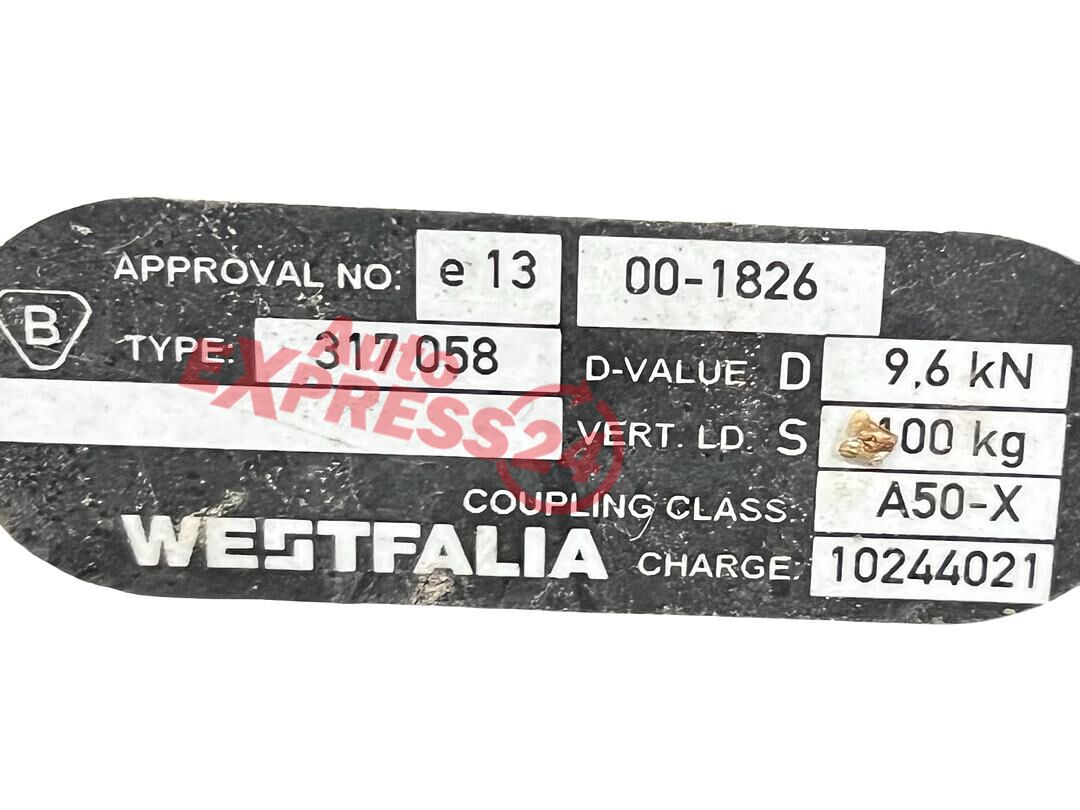 APPROVAL NO: e 13 00-1826
B
TYPE: 317 058
D-VALUE D 9,6 kN
Auto
EXPRESS24
VERT. LD. S 100 kg
COUPLING CLASS: A50-X
WESTFALIA
CHARGE: 10244021